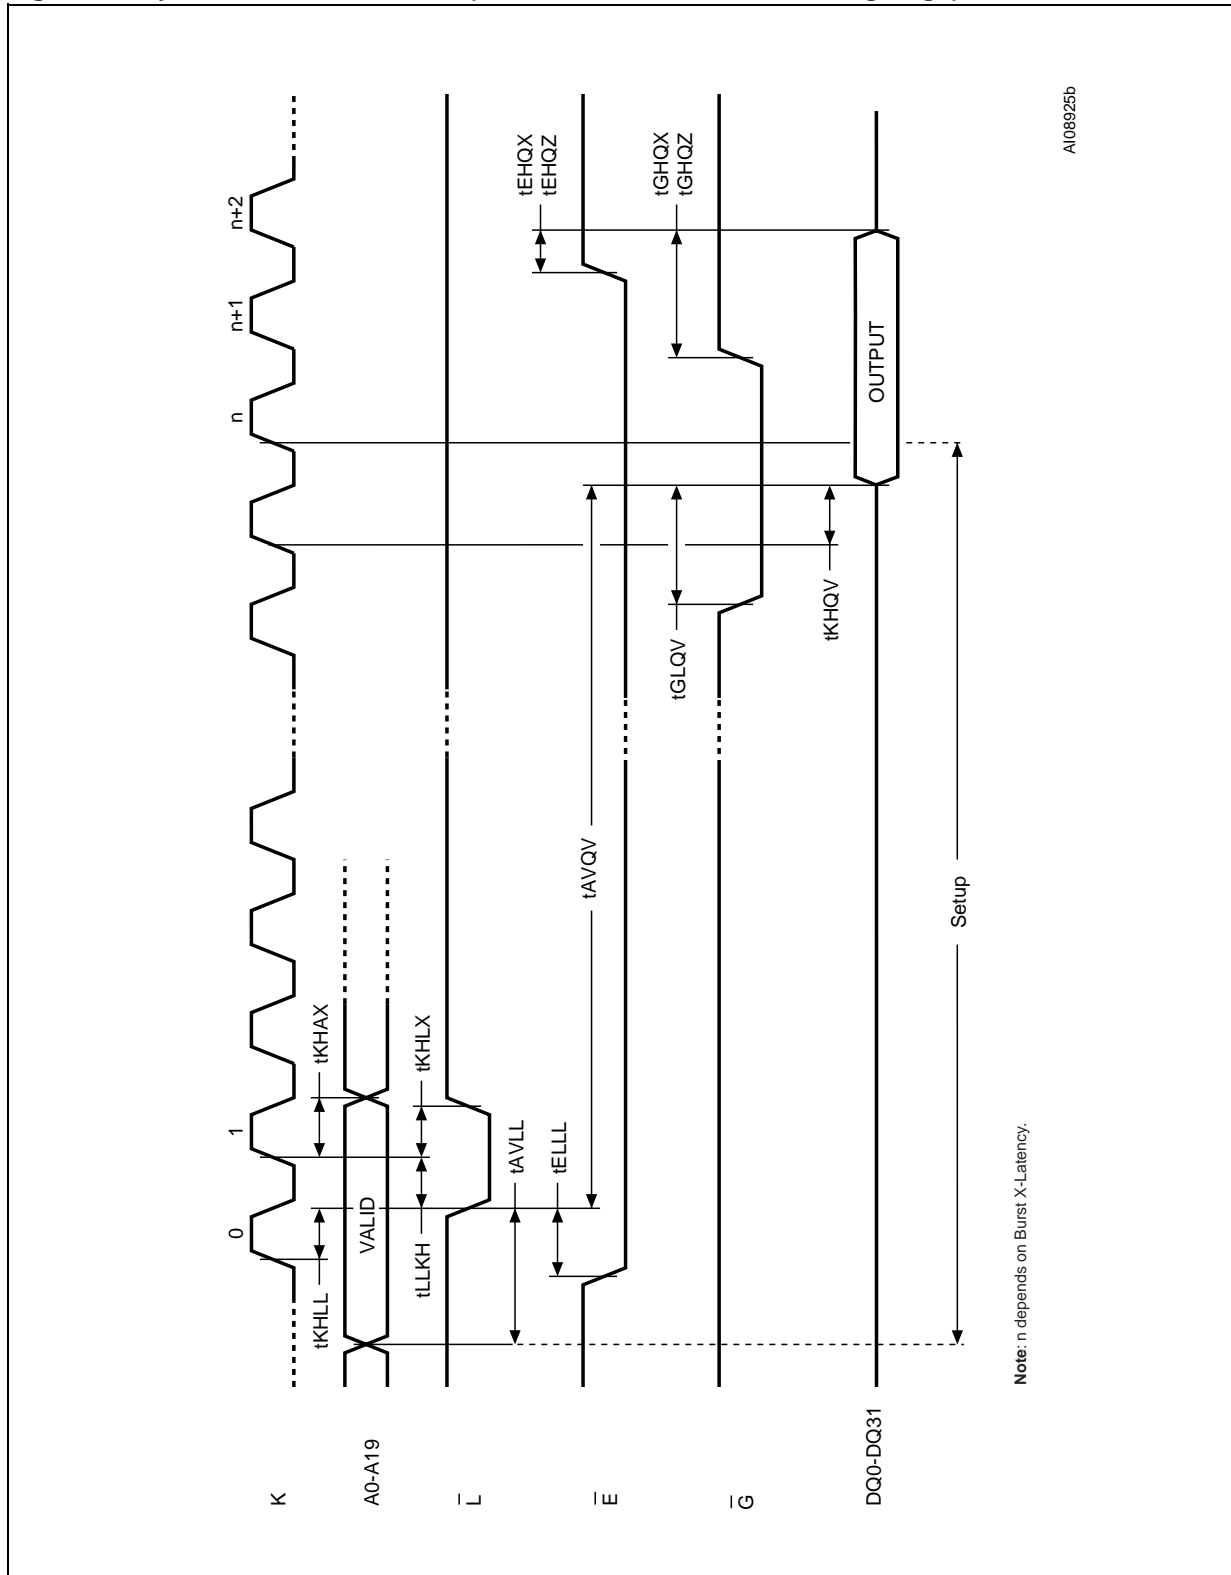 K
0
1
n
n+1
n+2
tKHLL
tKHAX
A0-A19
VALID
L
tLLKH
tKHLX
tAVLL
tELLL
E
tAVQV
tEHQX
tEHQZ
G
tGLQV
tGHQX
tGHQZ
tKHQV
DQ0-DQ31
OUTPUT
Setup
Note: n depends on Burst X-Latency.
AI08925b